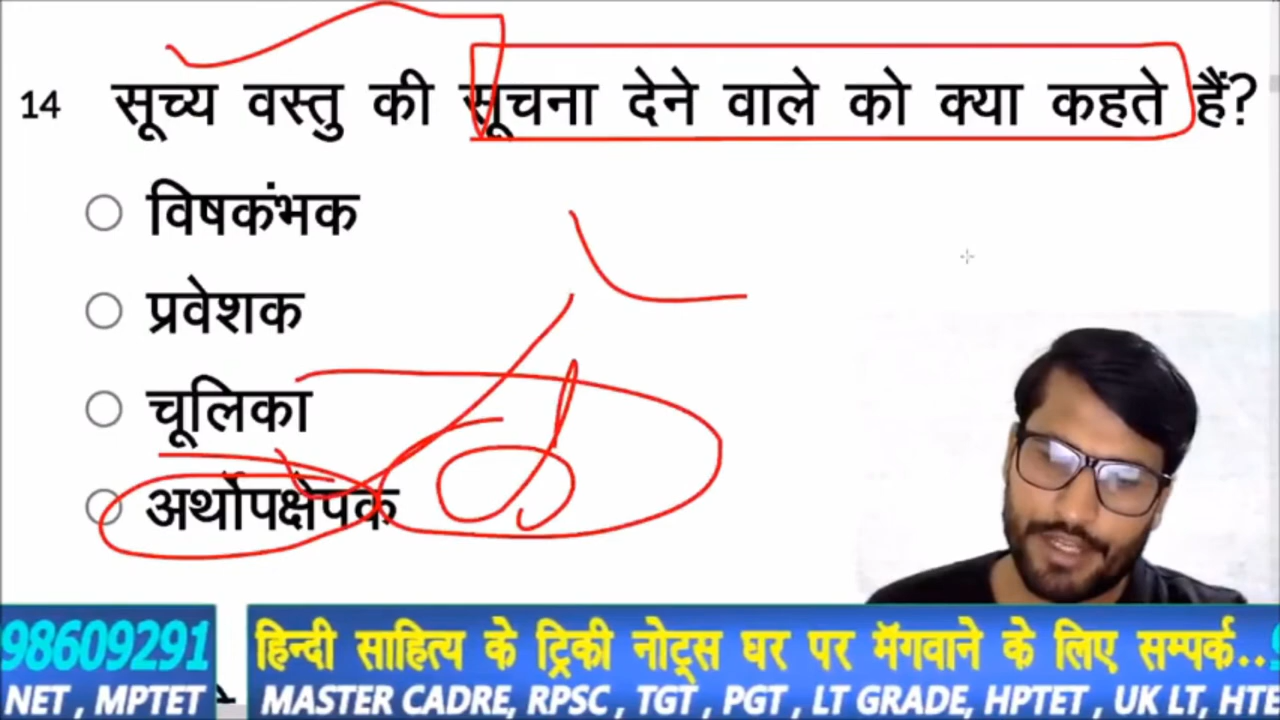 14 सूच्य वस्तु की सूचना देने वाले को क्या कहते हैं?
विषकंभक
प्रवेशक
चूलिका
अर्थोपक्षेपक
98609291 हिन्दी साहित्य के ट्रिकी नोट्स घर पर मॅगवाने के लिए सम्पर्क..
NET , MPTET MASTER CADRE, RPSC , TGT , PGT , LT GRADE, HPTET , UK LT, HTE